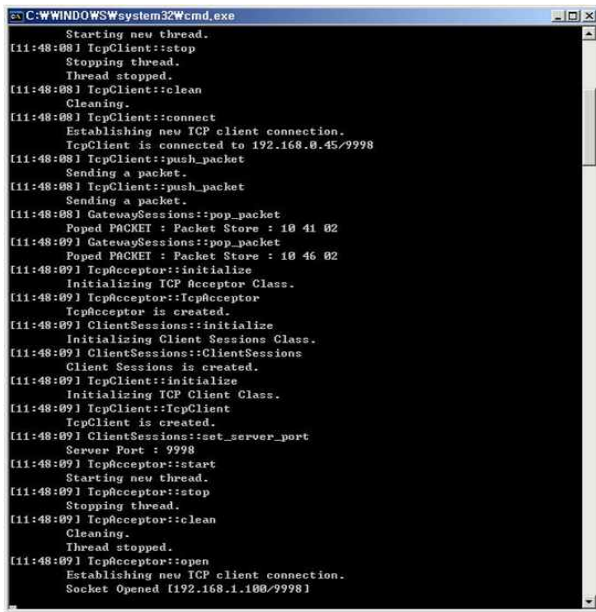 C:₩WINDOWS₩system32₩cmd.exe
Starting new thread.
[11:48:08] TcpClient::stop
Stopping thread.
Thread stopped.
[11:48:08] TcpClient::clean
Cleaning.
[11:48:08] TcpClient::connect
Establishing new TCP client connection.
TcpClient is connected to 192.168.0.45/9998
[11:48:08] TcpClient::push_packet
Sending a packet.
[11:48:08] TcpClient::push_packet
Sending a packet.
[11:48:08] GatewaySessions::pop_packet
Poped PACKET : Packet Store : 10 41 02
[11:48:09] GatewaySessions::pop_packet
Poped PACKET : Packet Store : 10 46 02
[11:48:09] TcpAcceptor::initialize
Initializing TCP Acceptor Class.
[11:48:09] TcpAcceptor::TcpAcceptor
TcpAcceptor is created.
[11:48:09] ClientSessions::initialize
Initializing Client Sessions Class.
[11:48:09] ClientSessions::ClientSessions
Client Sessions is created.
[11:48:09] TcpClient::initialize
Initializing TCP Client Class.
[11:48:09] TcpClient::TcpClient
TcpClient is created.
[11:48:09] ClientSessions::set_server_port
Server Port : 9998
[11:48:09] TcpAcceptor::start
Starting new thread.
[11:48:09] TcpAcceptor::stop
Stopping thread.
[11:48:09] TcpAcceptor::clean
Cleaning.
Thread stopped.
[11:48:09] TcpAcceptor::open
Establishing new TCP client connection.
Socket Opened [192.168.1.100/9998]